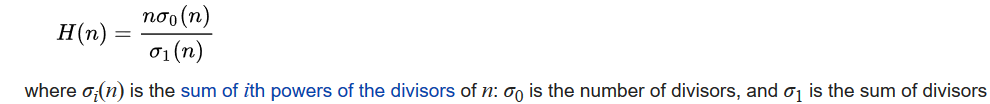 H(n) = nσ₀(n) / σ₁(n)
where σᵢ(n) is the sum of ith powers of the divisors of n: σ₀ is the number of divisors, and σ₁ is the sum of divisors